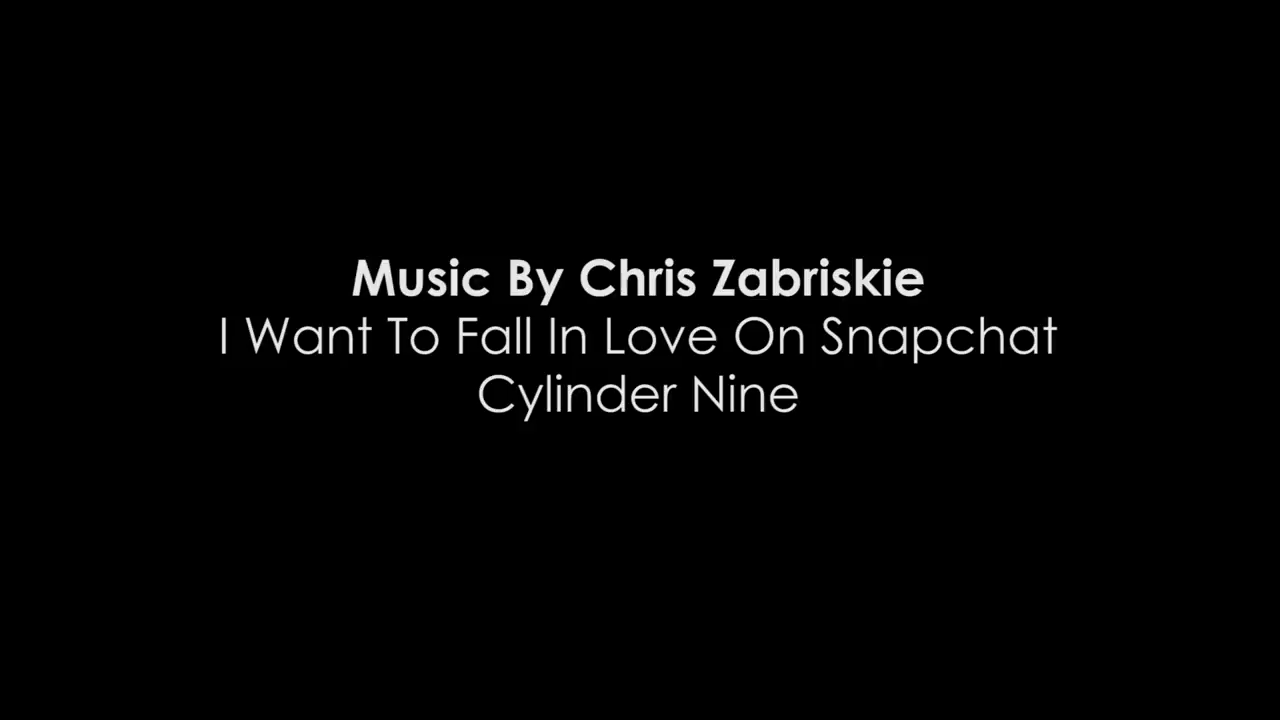 Music By Chris Zabriskie
I Want To Fall In Love On Snapchat
Cylinder Nine